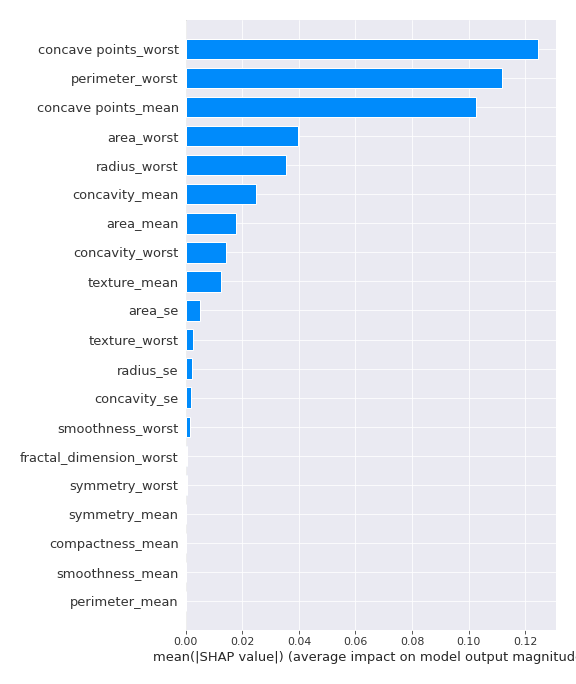 concave points_worst
perimeter_worst
concave points_mean
area_worst
radius_worst
concavity_mean
area_mean
concavity_worst
texture_mean
area_se
texture_worst
radius_se
concavity_se
smoothness_worst
fractal_dimension_worst
symmetry_worst
symmetry_mean
compactness_mean
smoothness_mean
perimeter_mean
0.00 0.02 0.04 0.06 0.08 0.10 0.12
mean(|SHAP value|) (average impact on model output magnitud